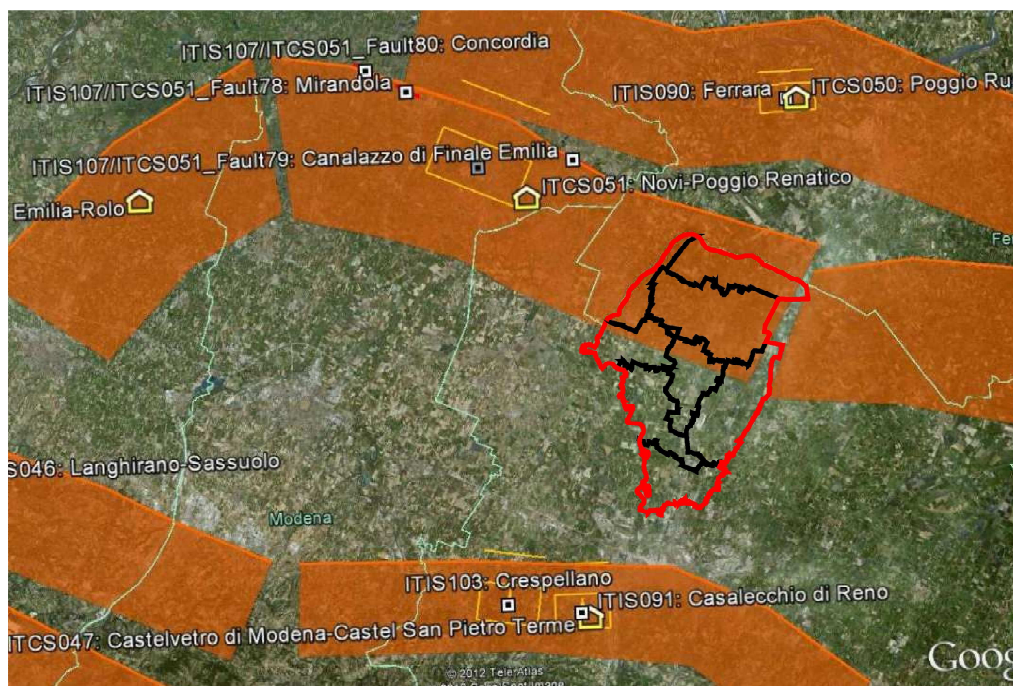 ITIS107/ITCS051_Fault80: Concordia
ITIS107/ITCS051_Fault78: Mirandola
ITIS090: Ferrara
ITCS050: Poggio Ru
ITIS107/ITCS051_Fault79: Canalazzo di Finale Emilia
ITCS051: Novi-Poggio Renatico
Emilia-Rolo
Fe
S046: Langhirano-Sassuolo
Modena
ITIS103: Crespellano
ITIS091: Casalecchio di Reno
ITCS047: Castelvetro di Modena-Castel San Pietro Terme
© 2012 Tele Atlas
Goog